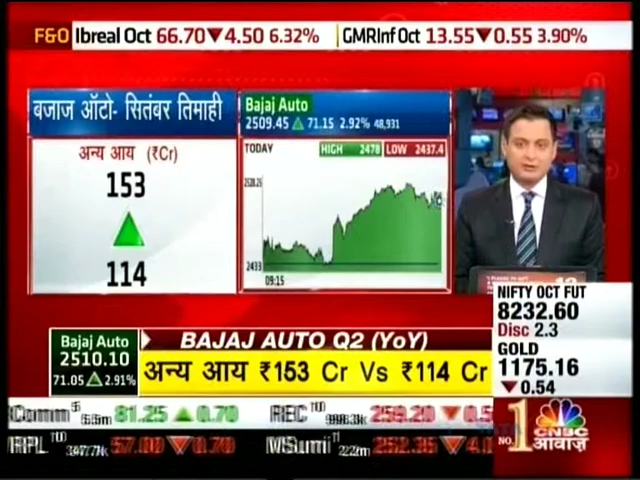 F&O Ibreal Oct 66.70▼4.50 6.32% GMRInf Oct 13.55▼0.55 3.90%
बजाज ऑटो- सितंबर तिमाही
अन्य आय (₹Cr)
153
114
Bajaj Auto
2509.45 ▲ 71.15 2.92% 48,931
TODAY HIGH 2478 LOW 2437.4
2433
09:15
NIFTY OCT FUT
8232.60
Disc 2.3
GOLD
1175.16
▼0.54
Bajaj Auto
2510.10
71.05▲2.91%
BAJAJ AUTO Q2 (YoY)
अन्य आय ₹153 Cr Vs ₹114 Cr
81.25 ▲ 0.70 REC 259.20 ▼
57.00 ▼ 0.70 MSumi 252.35 ▼
NO. 1 CNBC
आवाज़